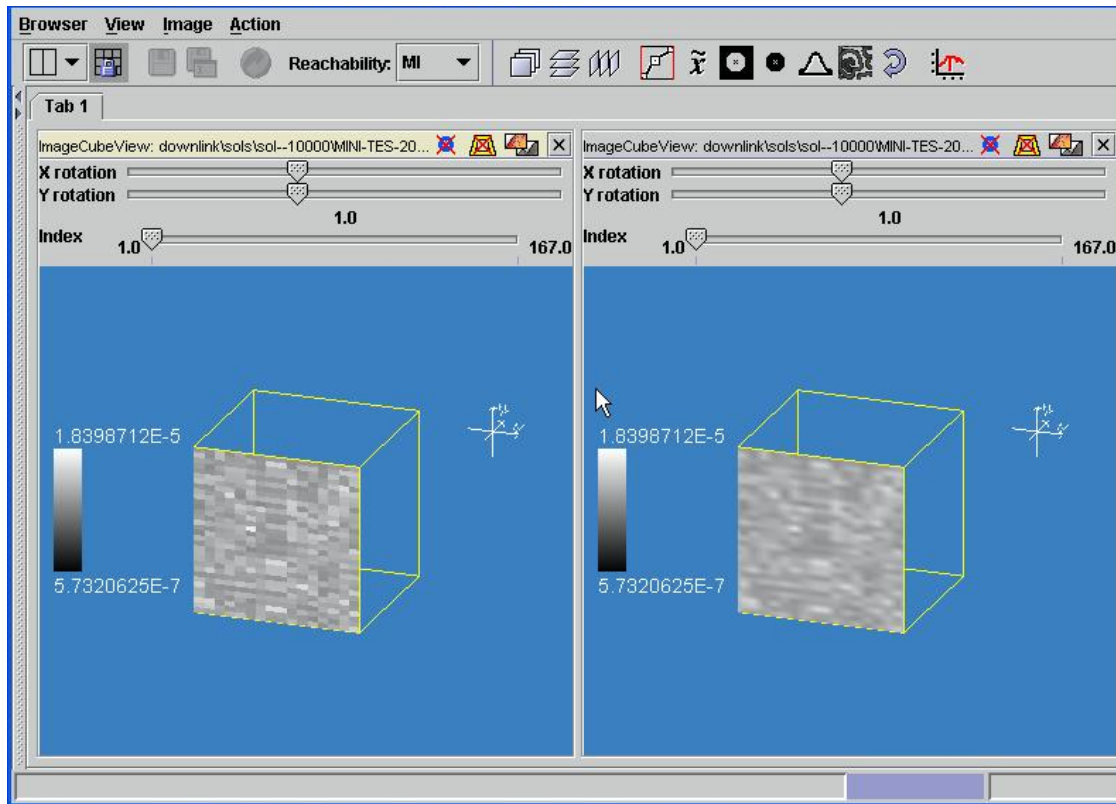 Browser View Image Action
Reachability: MI
Tab 1
ImageCubeView: downlink\sols\sol--10000\MINI-TES-20...
X rotation
Y rotation
1.0
Index 1.0 167.0
1.8398712E-5
5.7320625E-7
ImageCubeView: downlink\sols\sol--10000\MINI-TES-20...
X rotation
Y rotation
1.0
Index 1.0 167.0
1.8398712E-5
5.7320625E-7